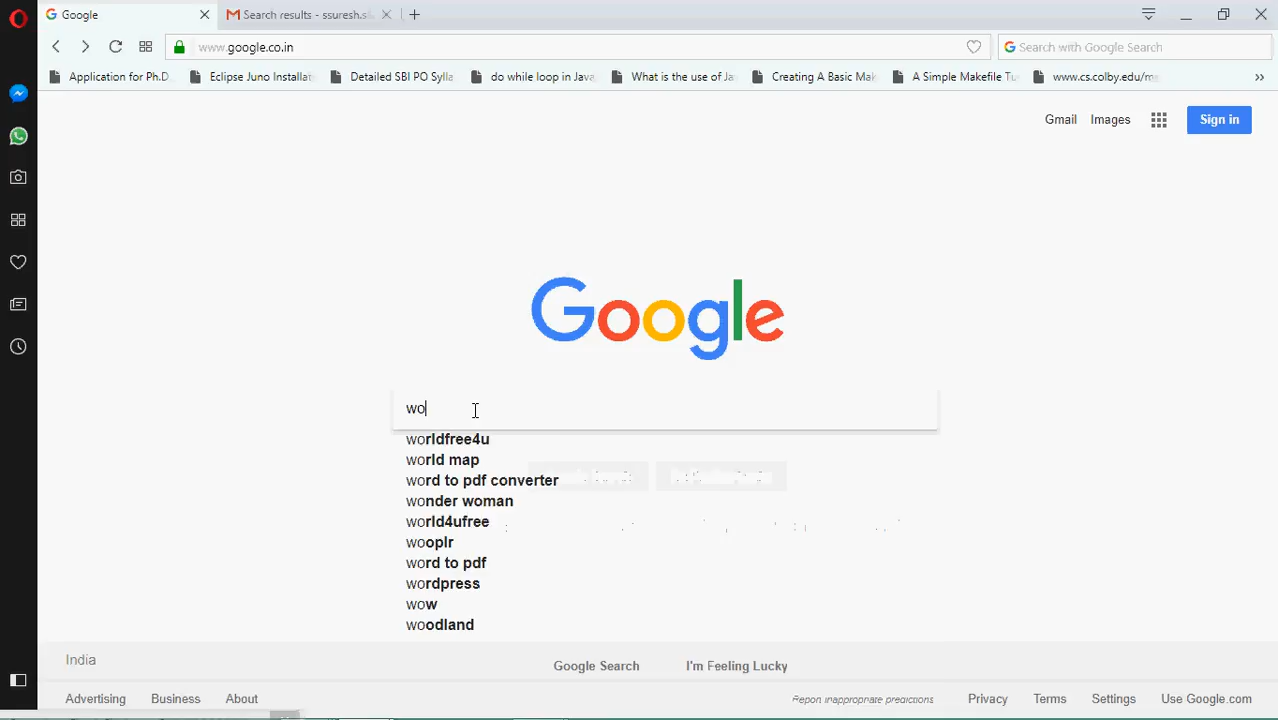 Google
Search results - ssuresh.s
www.google.co.in
Search with Google Search
Application for Ph.D
Eclipse Juno Installat
Detailed SBI PO Sylla
do while loop in Java
What is the use of Ja
Creating A Basic Mak
A Simple Makefile Tu
www.cs.colby.edu/m
Gmail
Images
Sign in
Google
wo
worldfree4u
world map
word to pdf converter
wonder woman
world4ufree
wooplr
word to pdf
wordpress
wow
woodland
India
Google Search
I'm Feeling Lucky
Report inappropriate predictions
Advertising
Business
About
Privacy
Terms
Settings
Use Google.com